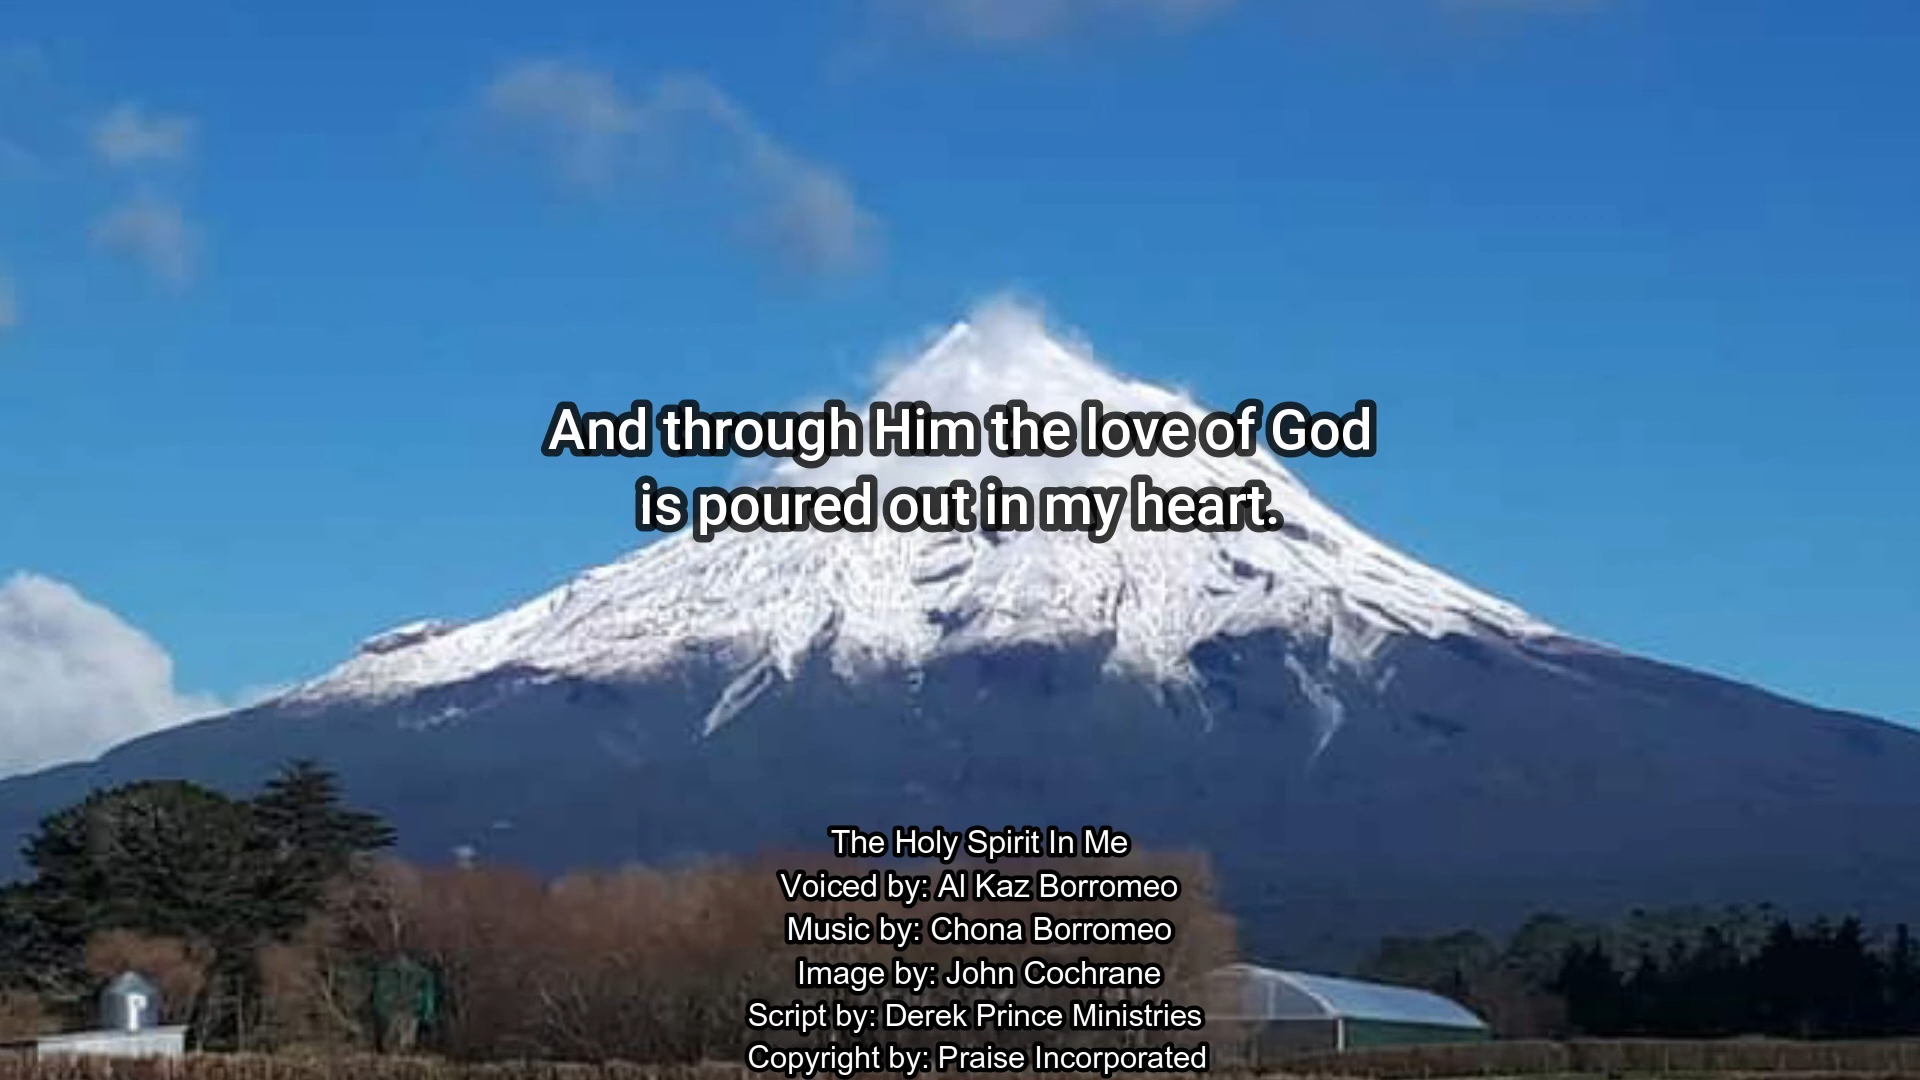 And through Him the love of God
is poured out in my heart.
The Holy Spirit In Me
Voiced by: Al Kaz Borromeo
Music by: Chona Borromeo
Image by: John Cochrane
Script by: Derek Prince Ministries
Copyright by: Praise Incorporated